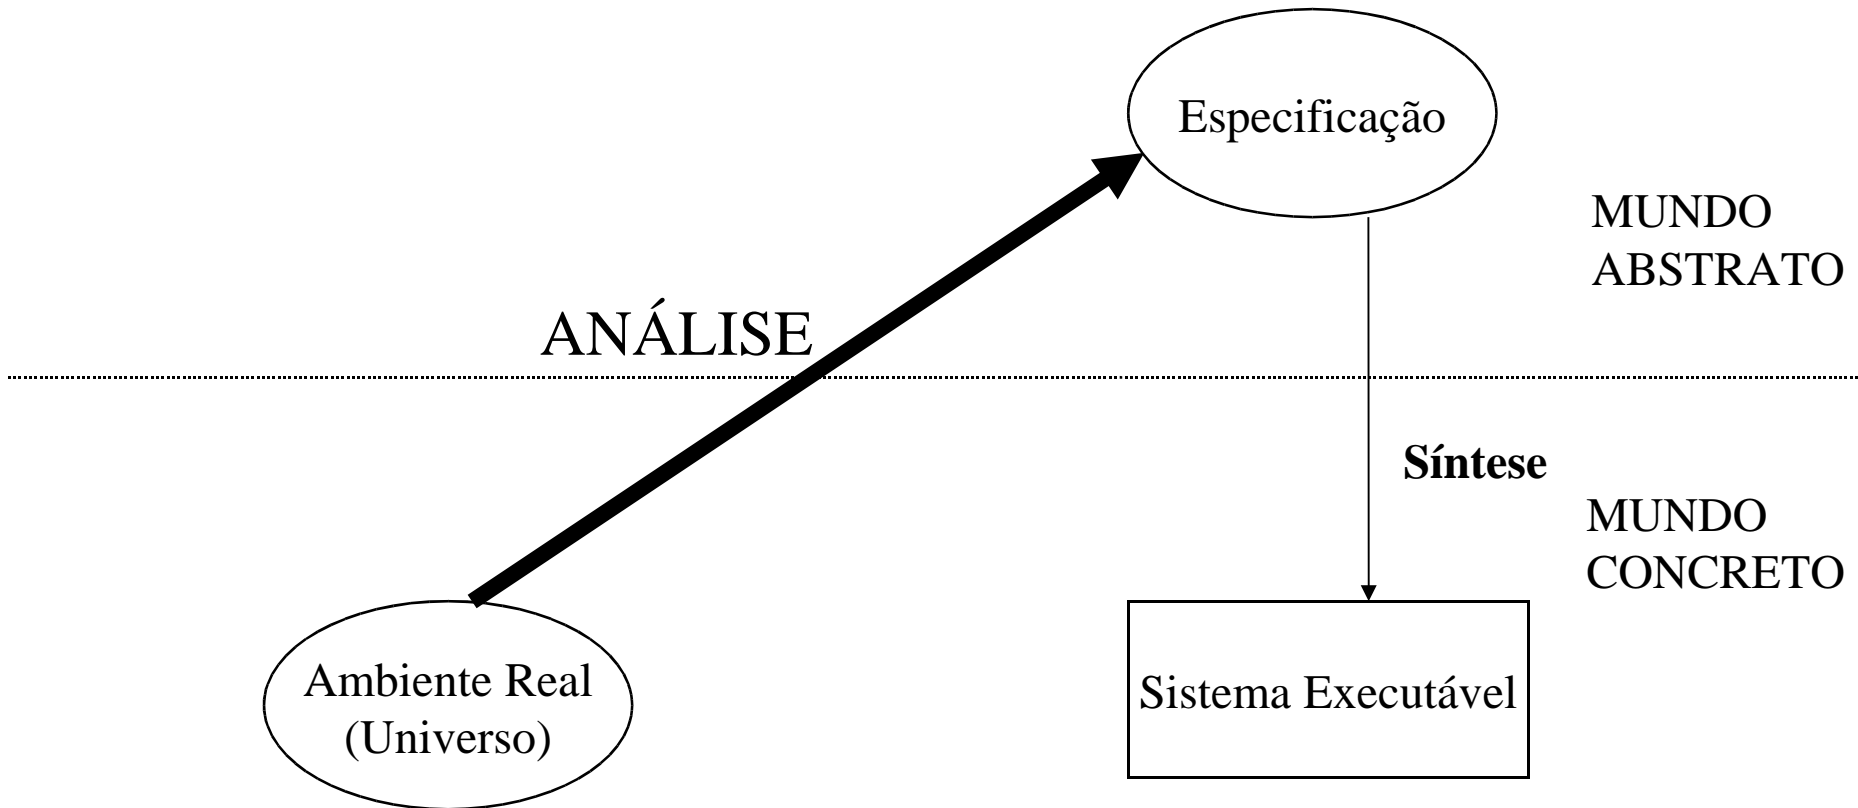 Especificação
MUNDO
ABSTRATO
ANÁLISE
Síntese
MUNDO
CONCRETO
Ambiente Real
(Universo)
Sistema Executável